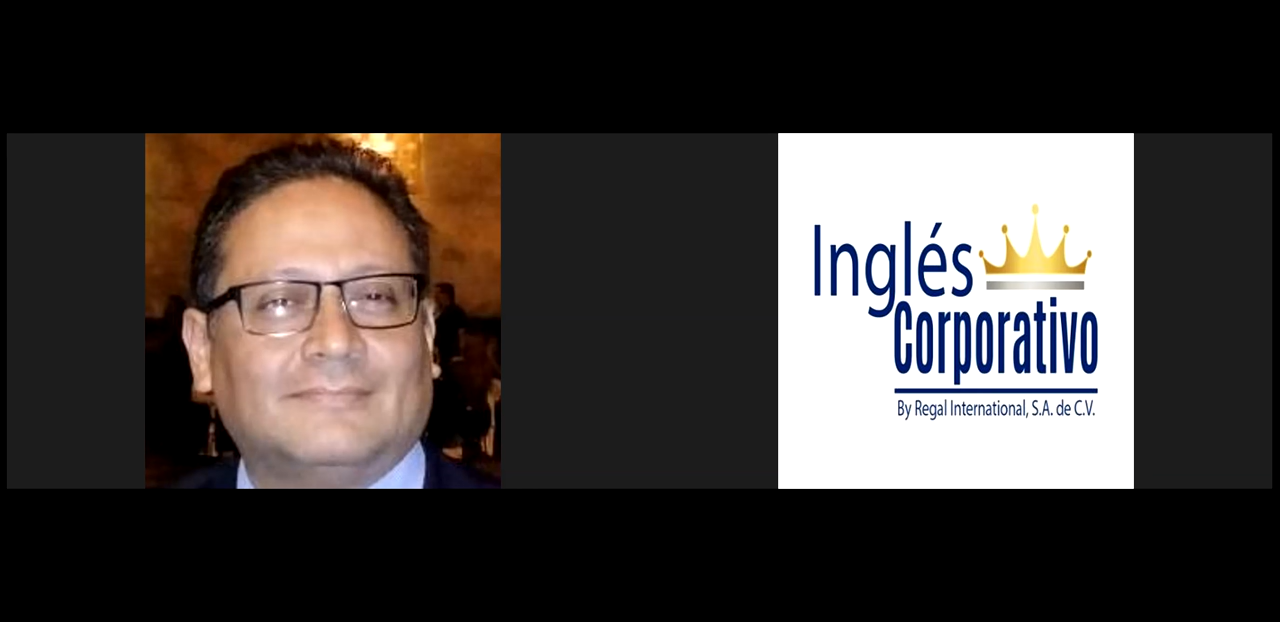 Inglés
Corporativo
By Regal International, S.A. de C.V.